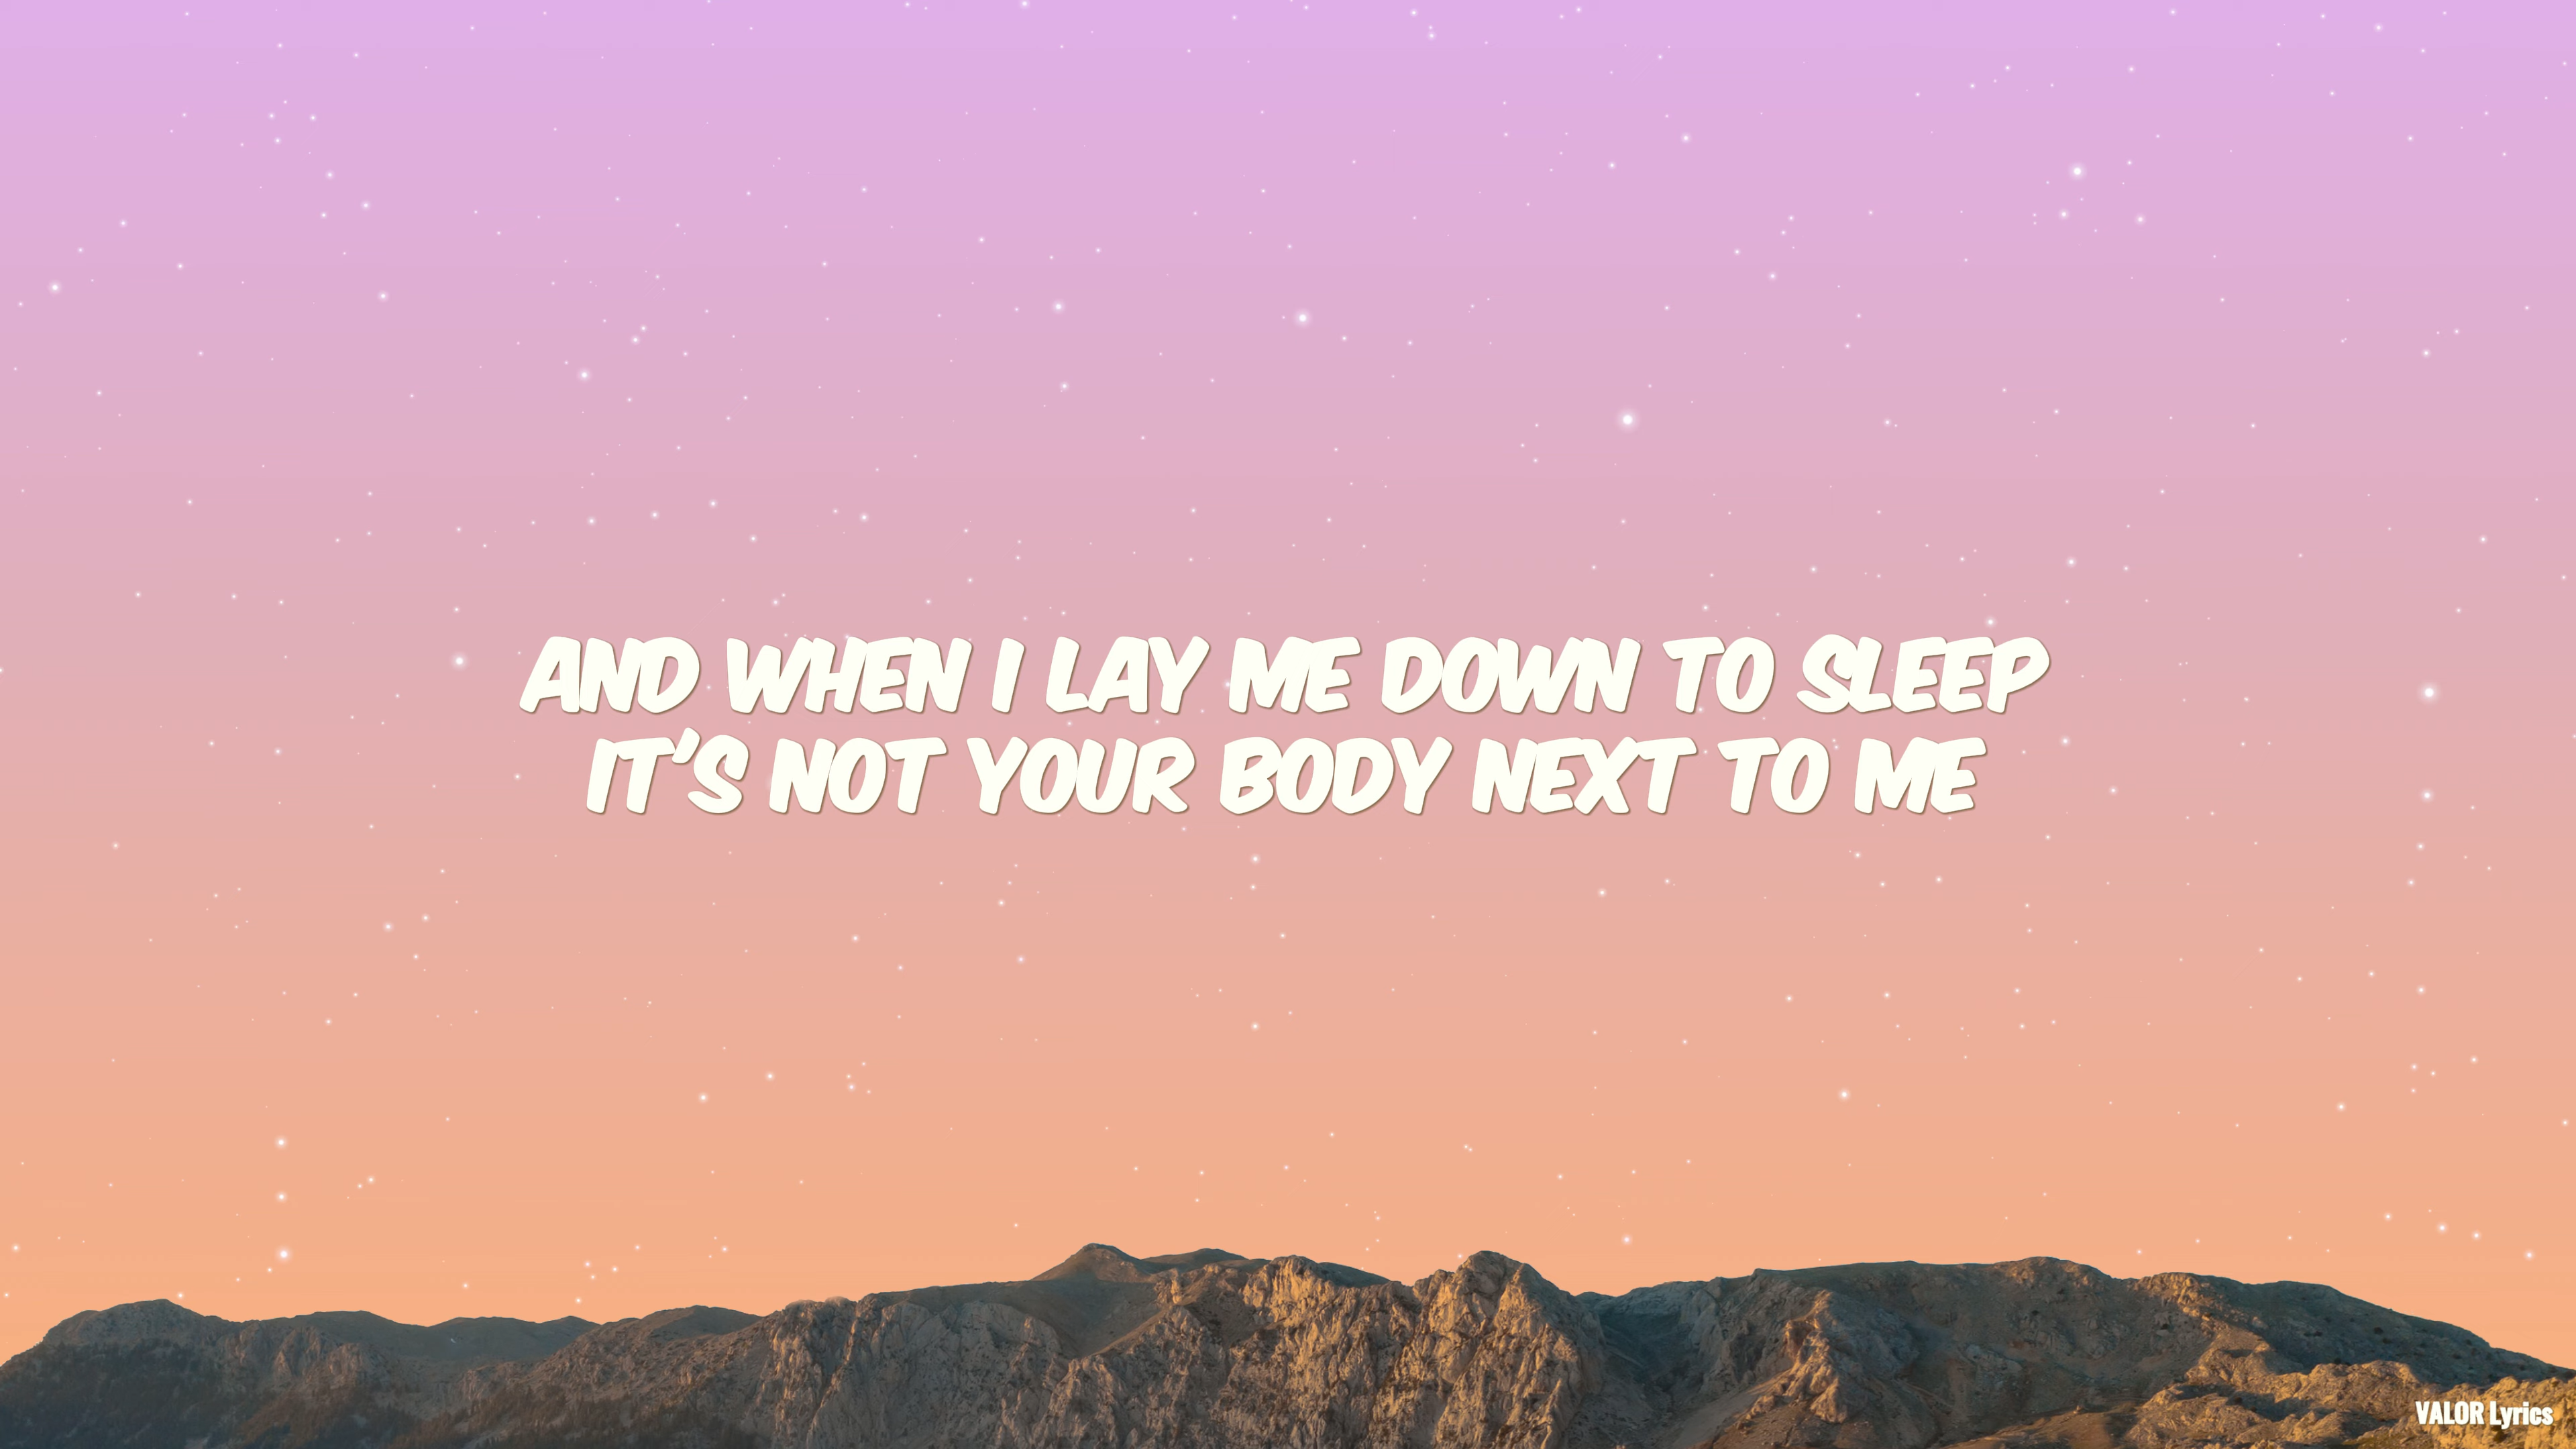 AND WHEN I LAY ME DOWN TO SLEEP
IT'S NOT YOUR BODY NEXT TO ME
VALOR Lyrics